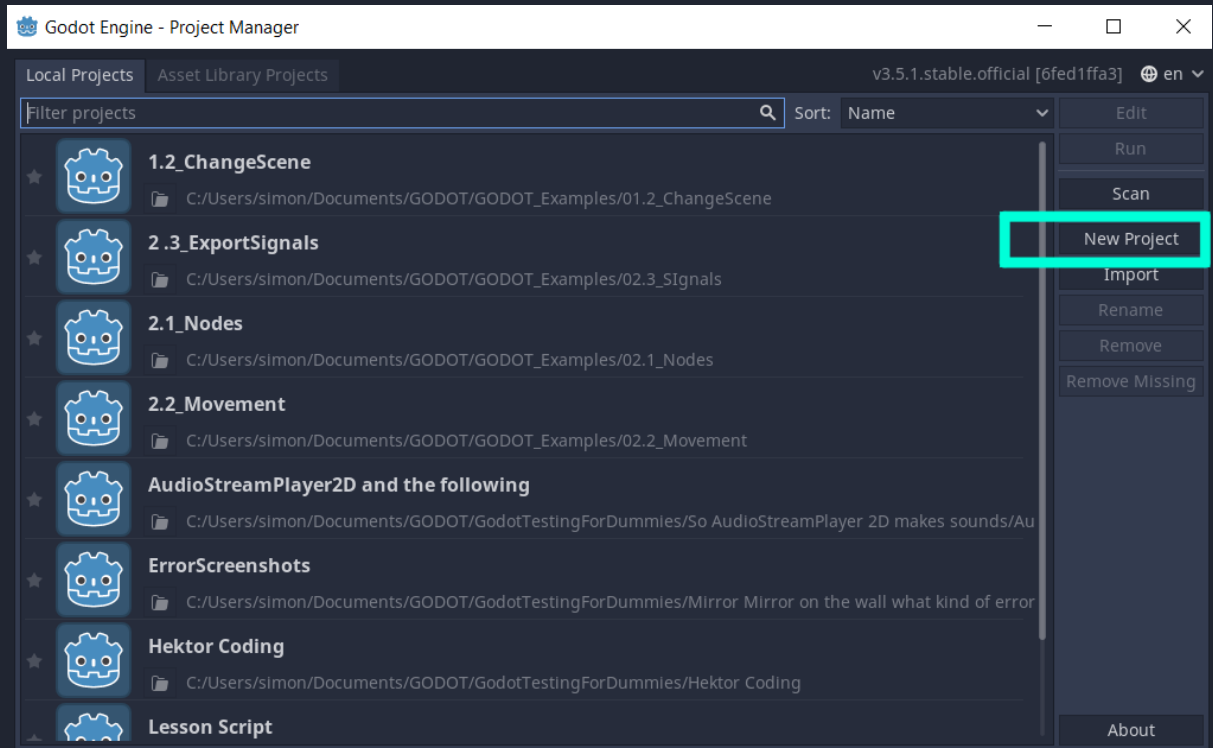 Godot Engine - Project Manager
Local Projects
Asset Library Projects
v3.5.1.stable.official [6fed1ffa3]
en
Filter projects
Sort:
Name
Edit
Run
Scan
New Project
Import
Rename
Remove
Remove Missing
1.2_ChangeScene
C:/Users/simon/Documents/GODOT/GODOT_Examples/01.2_ChangeScene
2 .3_ExportSignals
C:/Users/simon/Documents/GODOT/GODOT_Examples/02.3_SIgnals
2.1_Nodes
C:/Users/simon/Documents/GODOT/GODOT_Examples/02.1_Nodes
2.2_Movement
C:/Users/simon/Documents/GODOT/GODOT_Examples/02.2_Movement
AudioStreamPlayer2D and the following
C:/Users/simon/Documents/GODOT/GodotTestingForDummies/So AudioStreamPlayer 2D makes sounds/Au
ErrorScreenshots
C:/Users/simon/Documents/GODOT/GodotTestingForDummies/Mirror Mirror on the wall what kind of error
Hektor Coding
C:/Users/simon/Documents/GODOT/GodotTestingForDummies/Hektor Coding
Lesson Script
About